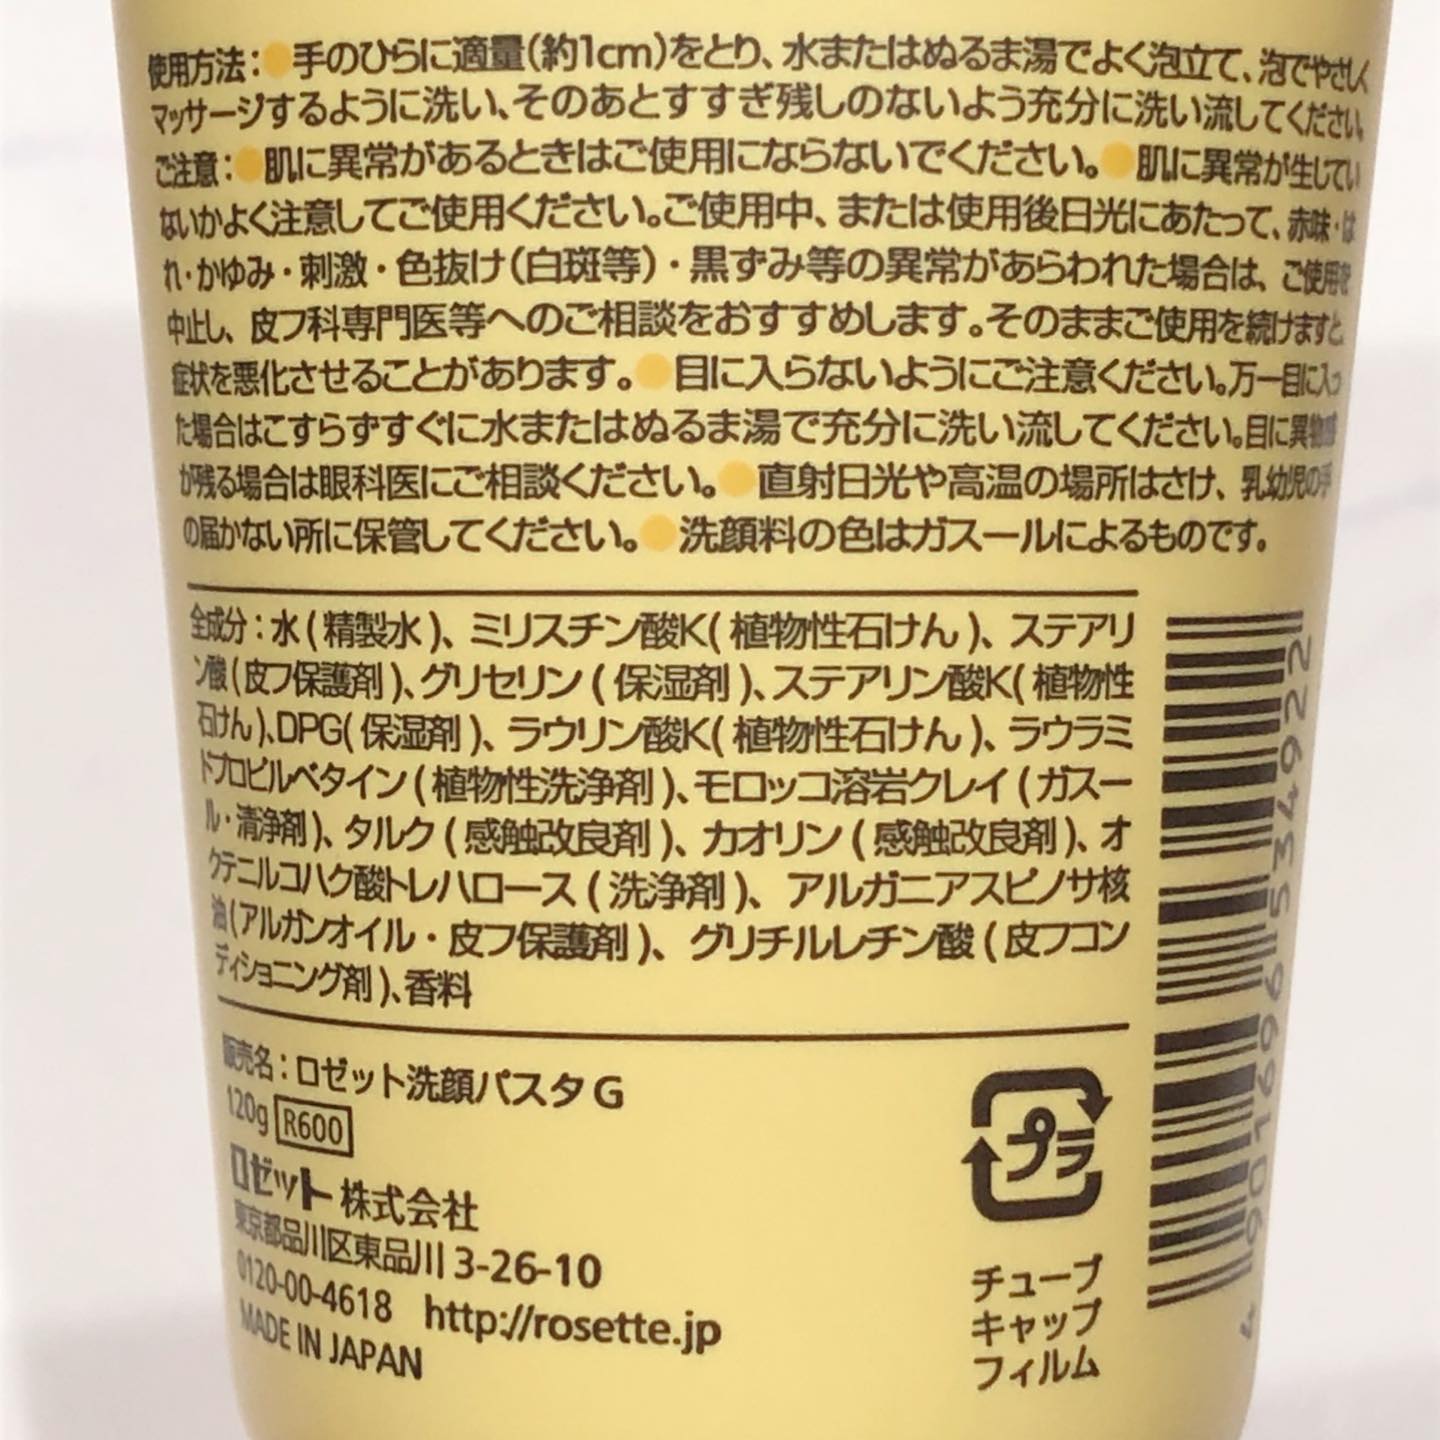 使用方法：●手のひらに適量(約1cm)をとり、水またはぬるま湯でよく泡立て、泡でやさしく
マッサージするように洗い、そのあとすすぎ残しのないよう充分に洗い流してください。
ご注意：●肌に異常があるときはご使用にならないでください。●肌に異常が生じてい
ないかよく注意してご使用ください。ご使用中、または使用後日光にあたって、赤味・は
れ・かゆみ・刺激・色抜け(白斑等)・黒ずみ等の異常があらわれた場合は、ご使用を
中止し、皮フ科専門医等へのご相談をおすすめします。そのままご使用を続けますと、
症状を悪化させることがあります。●目に入らないようにご注意ください。万一目に入っ
た場合はこすらずすぐに水またはぬるま湯で充分に洗い流してください。目に異物感
が残る場合は眼科医にご相談ください。●直射日光や高温の場所はさけ、乳幼児の手
の届かない所に保管してください。●洗顔料の色はガスールによるものです。
全成分：水(精製水)、ミリスチン酸K(植物性石けん)、ステアリ
ン酸(皮フ保護剤)、グリセリン(保湿剤)、ステアリン酸K(植物性
石けん)、DPG(保湿剤)、ラウリン酸K(植物性石けん)、ラウラミ
ドプロピルベタイン(植物性洗浄剤)、モロッコ溶岩クレイ(ガスー
ル・清浄剤)、タルク(感触改良剤)、カオリン(感触改良剤)、オ
クテニルコハク酸トレハロース(洗浄剤)、アルガニアスピノサ核
油(アルガンオイル・皮フ保護剤)、グリチルレチン酸(皮フコン
ディショニング剤)、香料
販売名：ロゼット洗顔パスタG
120g R600
ロゼット株式会社
東京都品川区東品川3-26-10
0120-00-4618 http://rosette.jp
MADE IN JAPAN
プラ
チューブ
キャップ
フィルム
4 901696 534922